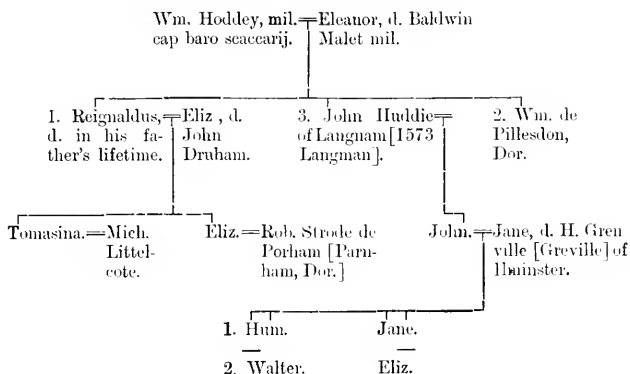 Wm. Hoddey, mil.═Eleanor, d. Baldwin
cap baro scaccarij. Malet mil.
1. Reignaldus,═Eliz , d. 3. John Huddie═ 2. Wm. de
d. in his fa- John of Langnam [1573 Pillesdon,
ther's lifetime. Druham. Langman]. Dor.
Tomasina.═Mich. Eliz.═Rob. Strode de John.═Jane, d. H. Gren
Littel- Porham [Parn- ville [Greville] of
cote. ham, Dor.] Ilminster.
1. Hum. Jane.
2. Walter. Eliz.